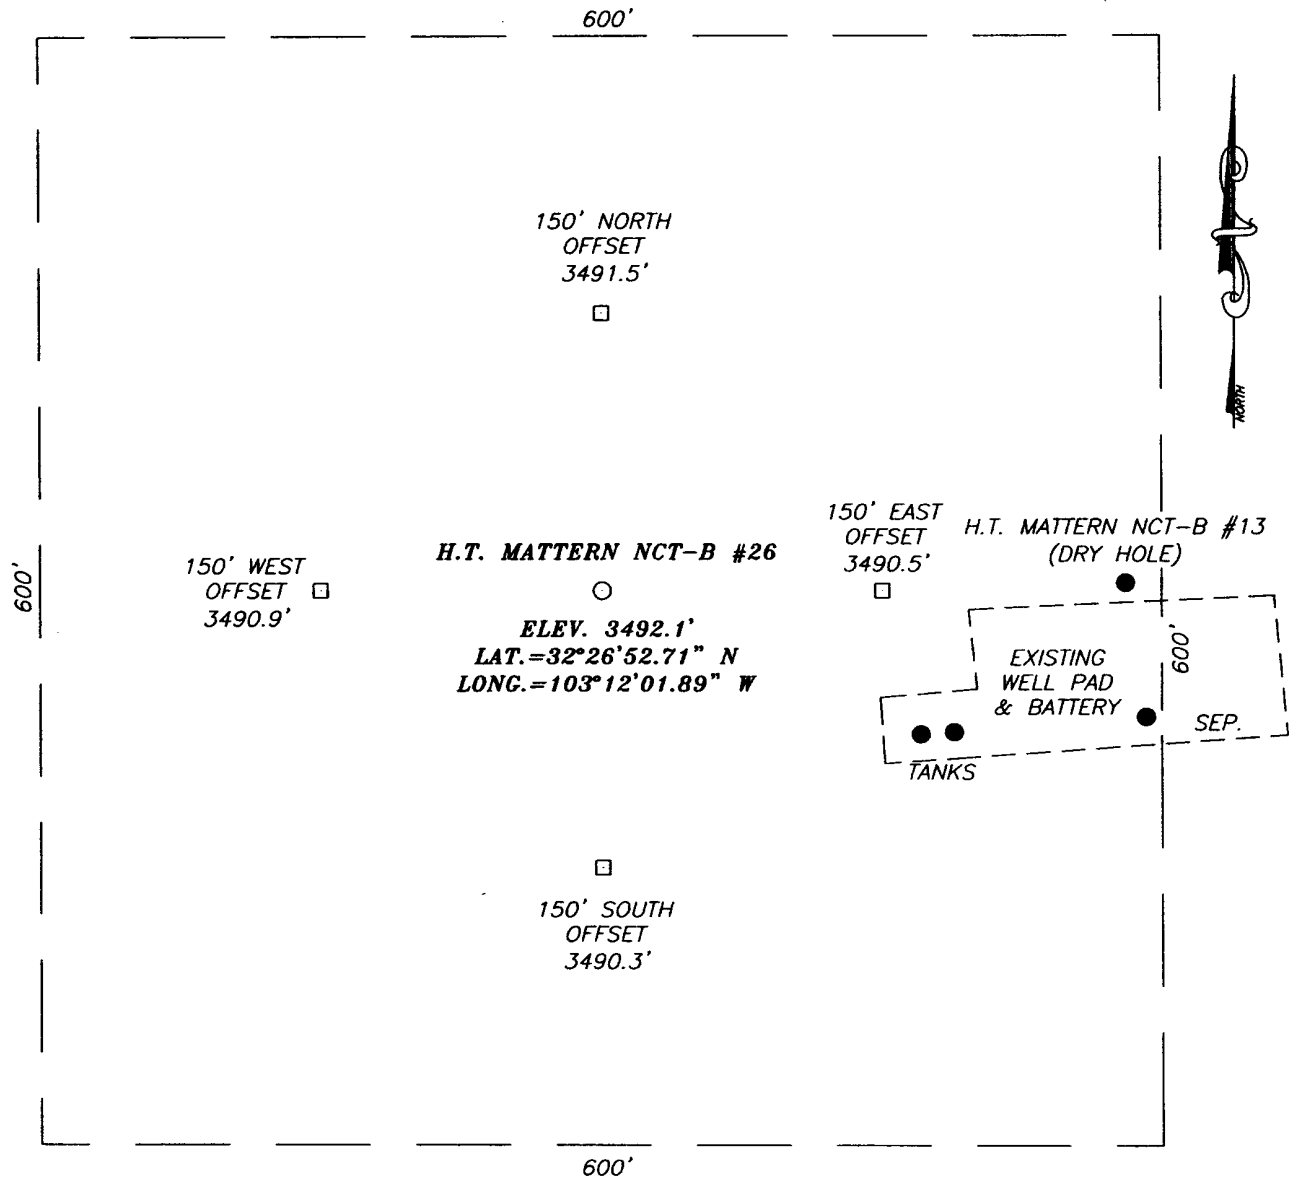 600'
150' NORTH
OFFSET
3491.5'
NORTH
150' EAST
OFFSET
3490.5'
H.T. MATTERN NCT-B #13
(DRY HOLE)
H.T. MATTERN NCT-B #26
150' WEST
OFFSET
3490.9'
600'
ELEV. 3492.1'
LAT.=32°26'52.71" N
LONG.=103°12'01.89" W
EXISTING
WELL PAD
& BATTERY
600'
SEP.
TANKS
150' SOUTH
OFFSET
3490.3'
600'